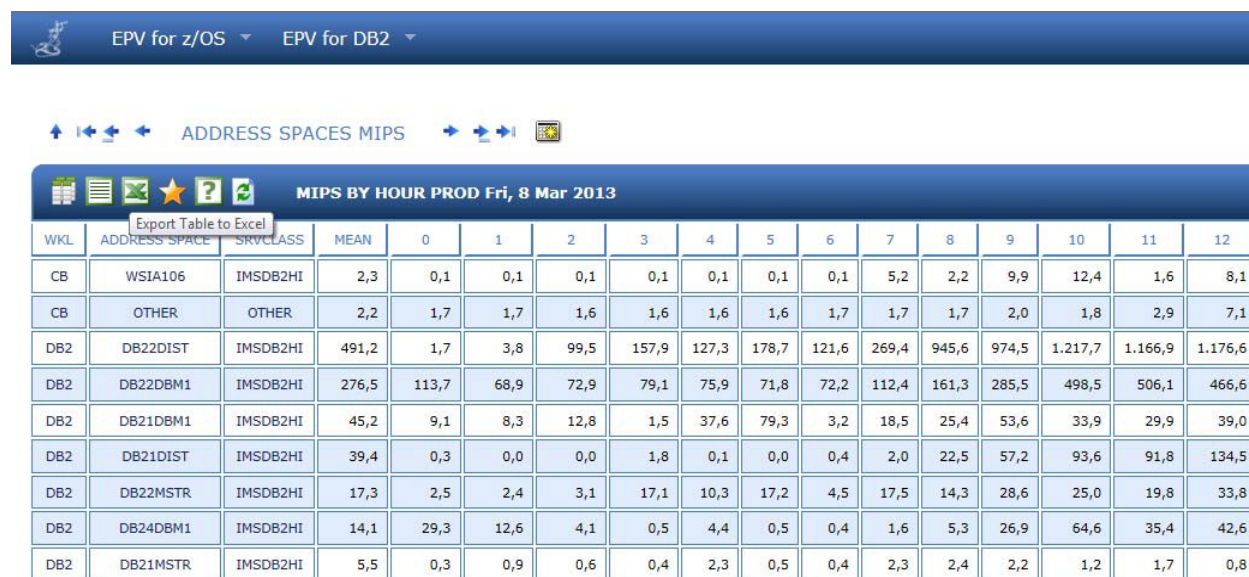 EPV for z/OS EPV for DB2
ADDRESS SPACES MIPS
MIPS BY HOUR PROD Fri, 8 Mar 2013
Export Table to Excel
WKL ADDRESS SPACE SRVCLASS MEAN 0 1 2 3 4 5 6 7 8 9 10 11 12
CB WSIA106 IMSDB2HI 2,3 0,1 0,1 0,1 0,1 0,1 0,1 0,1 5,2 2,2 9,9 12,4 1,6 8,1
CB OTHER OTHER 2,2 1,7 1,7 1,6 1,6 1,6 1,6 1,7 1,7 1,7 2,0 1,8 2,9 7,1
DB2 DB22DIST IMSDB2HI 491,2 1,7 3,8 99,5 157,9 127,3 178,7 121,6 269,4 945,6 974,5 1.217,7 1.166,9 1.176,6
DB2 DB22DBM1 IMSDB2HI 276,5 113,7 68,9 72,9 79,1 75,9 71,8 72,2 112,4 161,3 285,5 498,5 506,1 466,6
DB2 DB21DBM1 IMSDB2HI 45,2 9,1 8,3 12,8 1,5 37,6 79,3 3,2 18,5 25,4 53,6 33,9 29,9 39,0
DB2 DB21DIST IMSDB2HI 39,4 0,3 0,0 0,0 1,8 0,1 0,0 0,4 2,0 22,5 57,2 93,6 91,8 134,5
DB2 DB22MSTR IMSDB2HI 17,3 2,5 2,4 3,1 17,1 10,3 17,2 4,5 17,5 14,3 28,6 25,0 19,8 33,8
DB2 DB24DBM1 IMSDB2HI 14,1 29,3 12,6 4,1 0,5 4,4 0,5 0,4 1,6 5,3 26,9 64,6 35,4 42,6
DB2 DB21MSTR IMSDB2HI 5,5 0,3 0,9 0,6 0,4 2,3 0,5 0,4 2,3 2,4 2,2 1,2 1,7 0,8